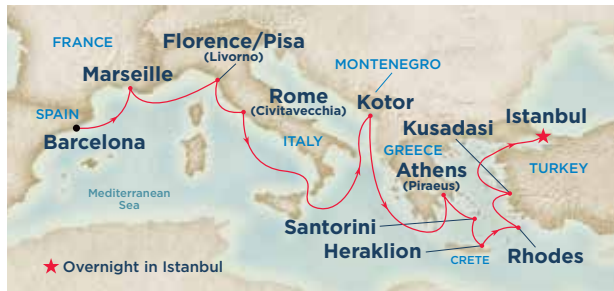 FRANCE
Florence/Pisa
(Livorno)
Marseille
MONTENEGRO
Rome
(Civitavecchia)
Kotor
Istanbul
SPAIN
Barcelona
ITALY
Kusadasi
GREECE
Athens
(Piraeus)
TURKEY
Mediterranean
Sea
Santorini
Heraklion
CRETE
Rhodes
Overnight in Istanbul